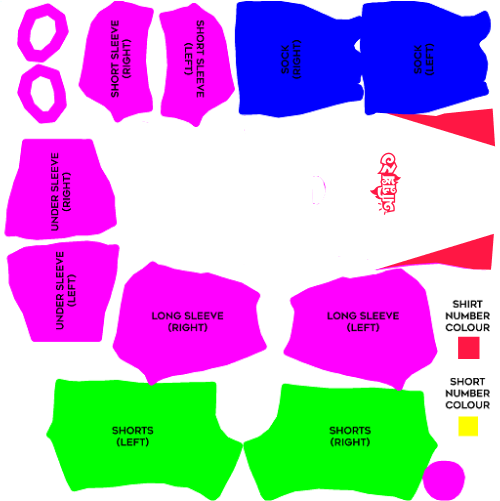 SHORT SLEEVE
(RIGHT)
SHORT SLEEVE
(LEFT)
SOCK
(RIGHT)
SOCK
(LEFT)
UNDER SLEEVE
(RIGHT)
UNDER SLEEVE
(LEFT)
LONG SLEEVE
(RIGHT)
LONG SLEEVE
(LEFT)
SHIRT
NUMBER
COLOUR
SHORT
NUMBER
COLOUR
SHORTS
(LEFT)
SHORTS
(RIGHT)